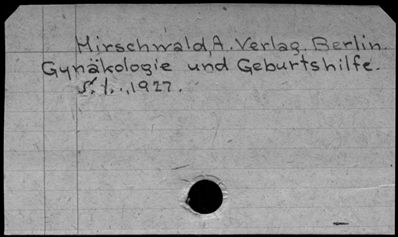 Hirschwald, A. Verlag. Berlin.
Gynäkologie und Geburtshilfe.
S. l., 1927.